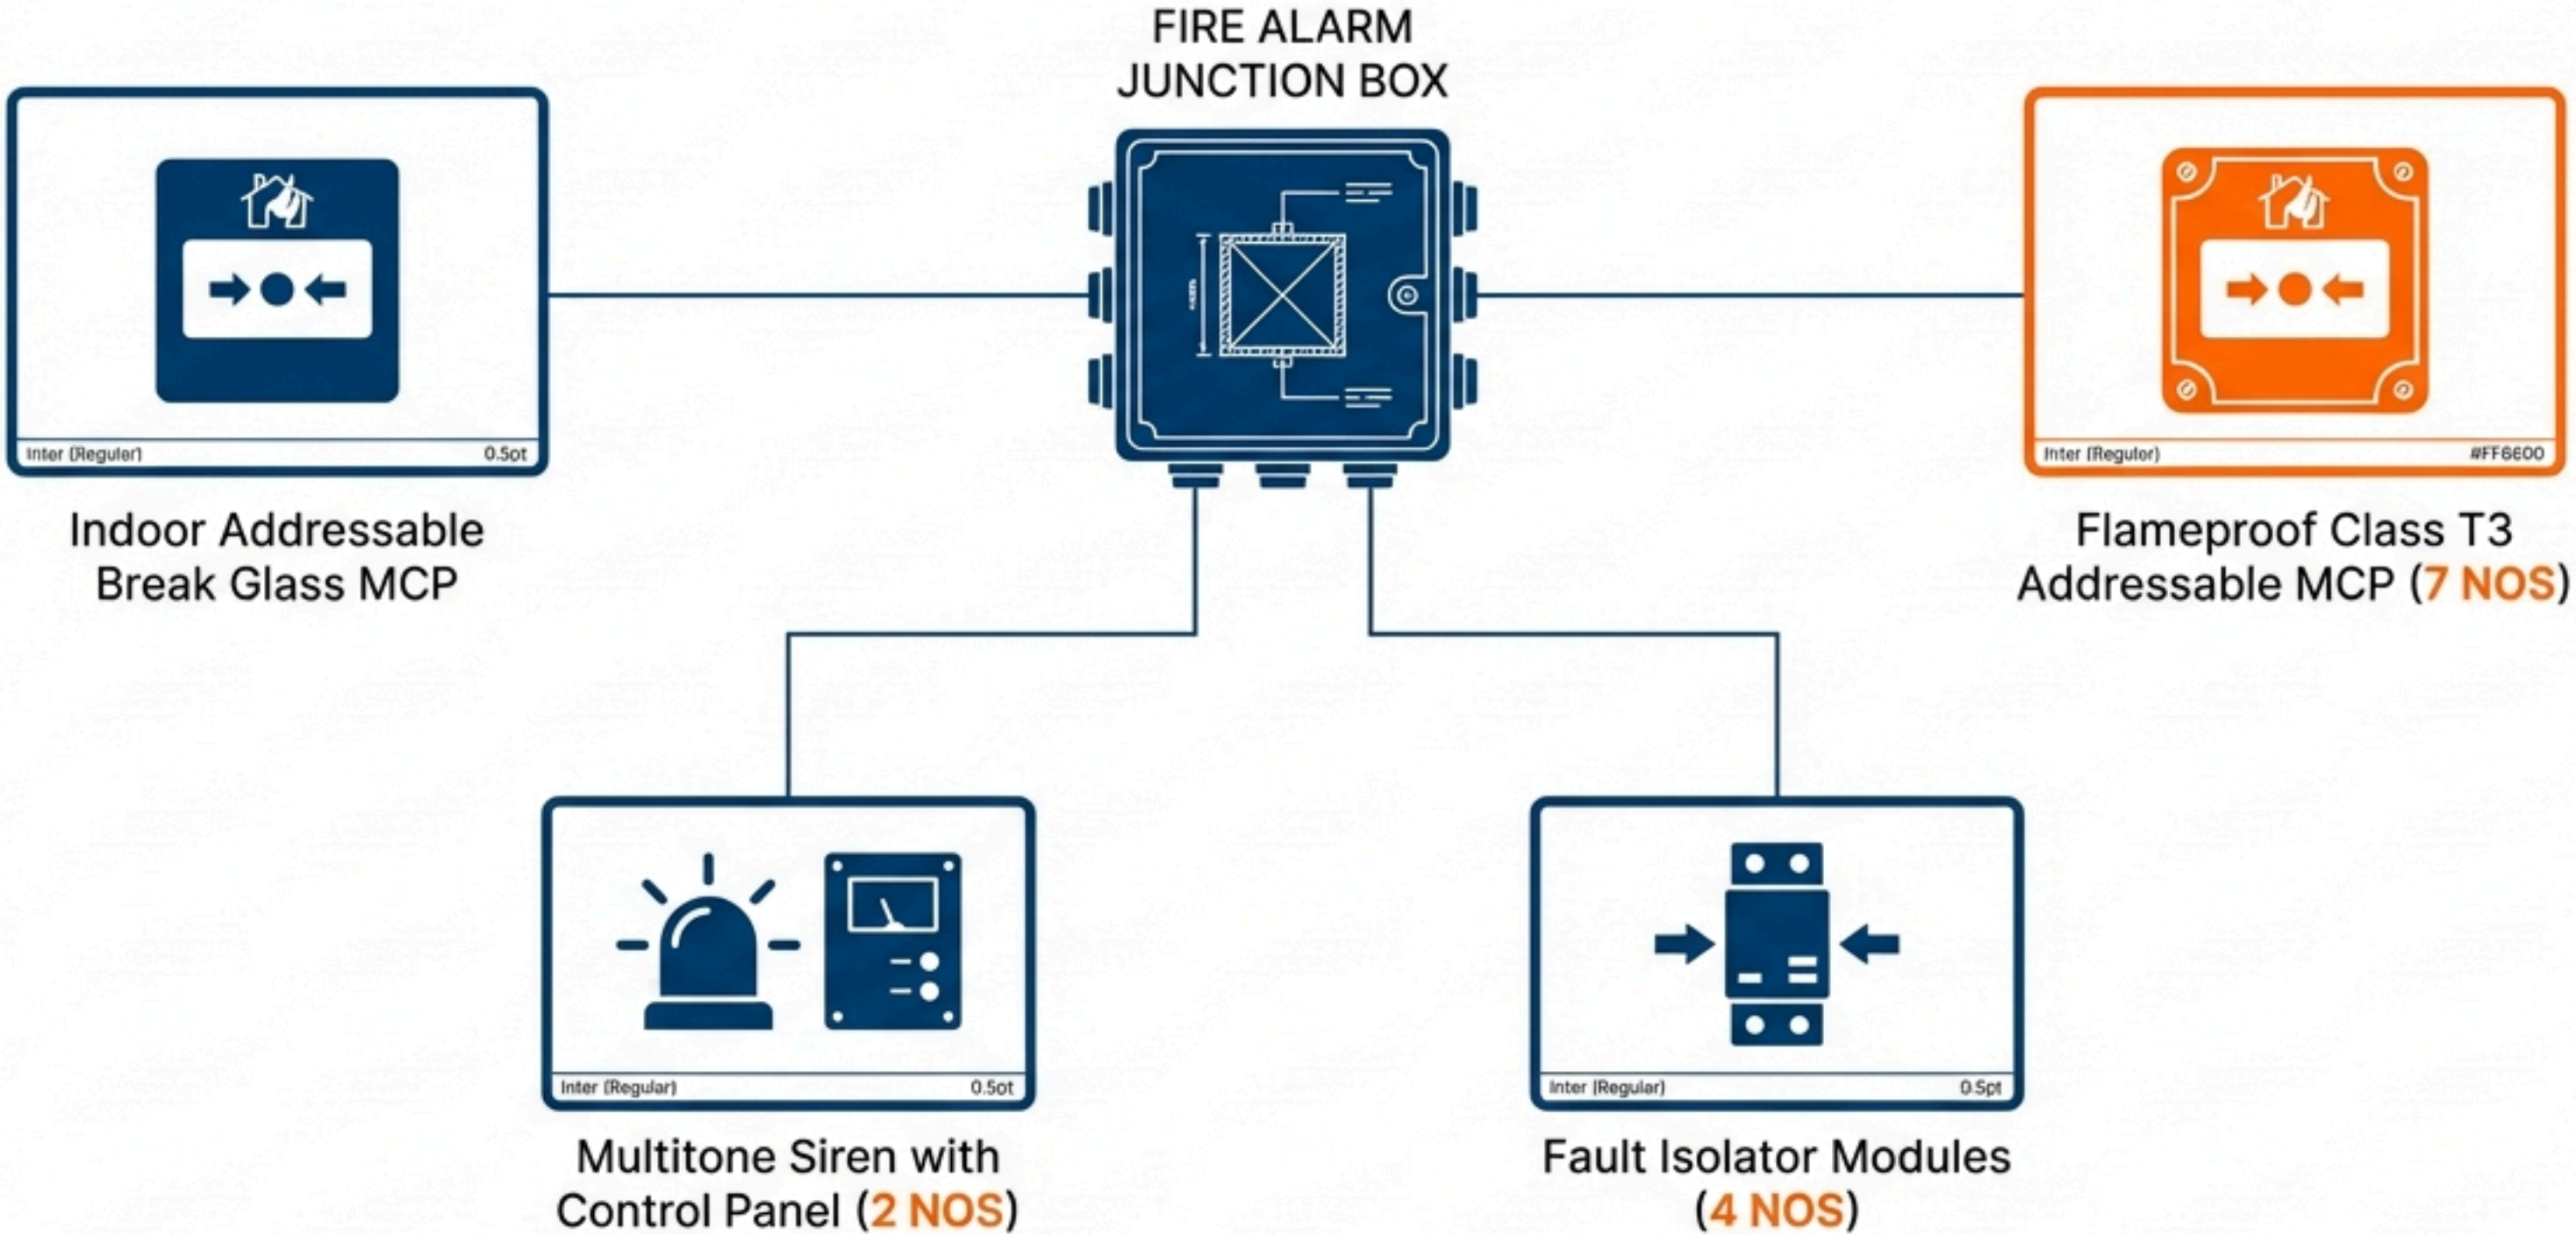 FIRE ALARM
JUNCTION BOX
Inter (Reguler)
0.5ot
Inter (Regulor)
#FF6600
Indoor Addressable
Break Glass MCP
Flameproof Class T3
Addressable MCP (7 NOS)
Inter (Regular)
0.5ot
Inter (Regular)
0.5pt
Multitone Siren with
Control Panel (2 NOS)
Fault Isolator Modules
(4 NOS)